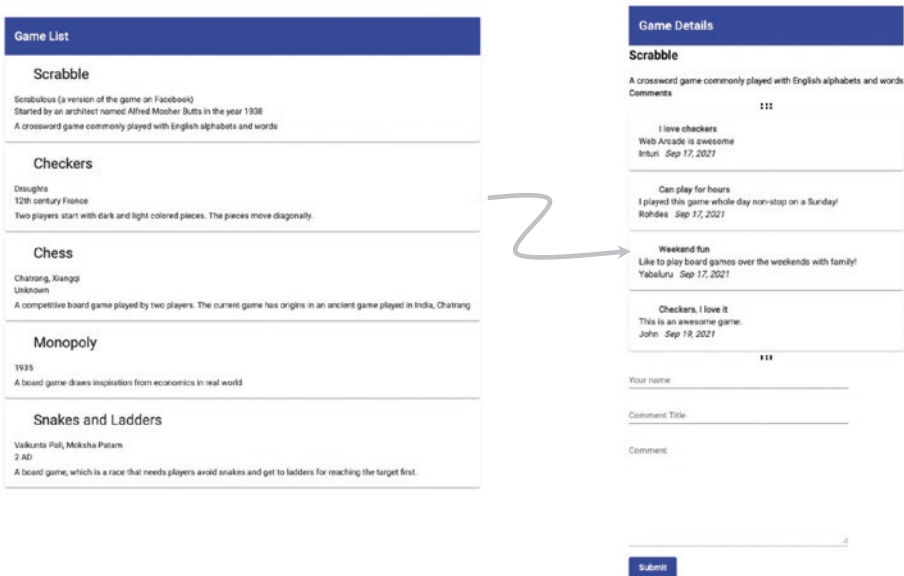 Game List
Scrabble
Scrabulous (a version of the game on Facebook)
Started by an architect named Alfred Mosher Butts in the year 1938
A crossword game commonly played with English alphabets and words
Checkers
Draughts
12th century France
Two players start with dark and light colored pieces. The pieces move diagonally.
Chess
Chatrang, Xiangqi
Unknown
A competitive board game played by two players. The current game has origins in an ancient game played in India, Chatrang
Monopoly
1935
A board game draws inspiration from economics in real world
Snakes and Ladders
Vaikunta Pali, Moksha Patam
2 AD
A board game, which is a race that needs players avoid snakes and get to ladders for reaching the target first.
Game Details
Scrabble
A crossword game commonly played with English alphabets and words
Comments
I love checkers
Web Arcade is awesome
Inturi Sep 17, 2021
Can play for hours
I played this game whole day non-stop on a Sunday!
Rohdes Sep 17, 2021
Weekend fun
Like to play board games over the weekends with family!
Yabaluru Sep 17, 2021
Checkers, I love it
This is an awesome game.
John Sep 19, 2021
Your name
Comment Title
Comment
Submit